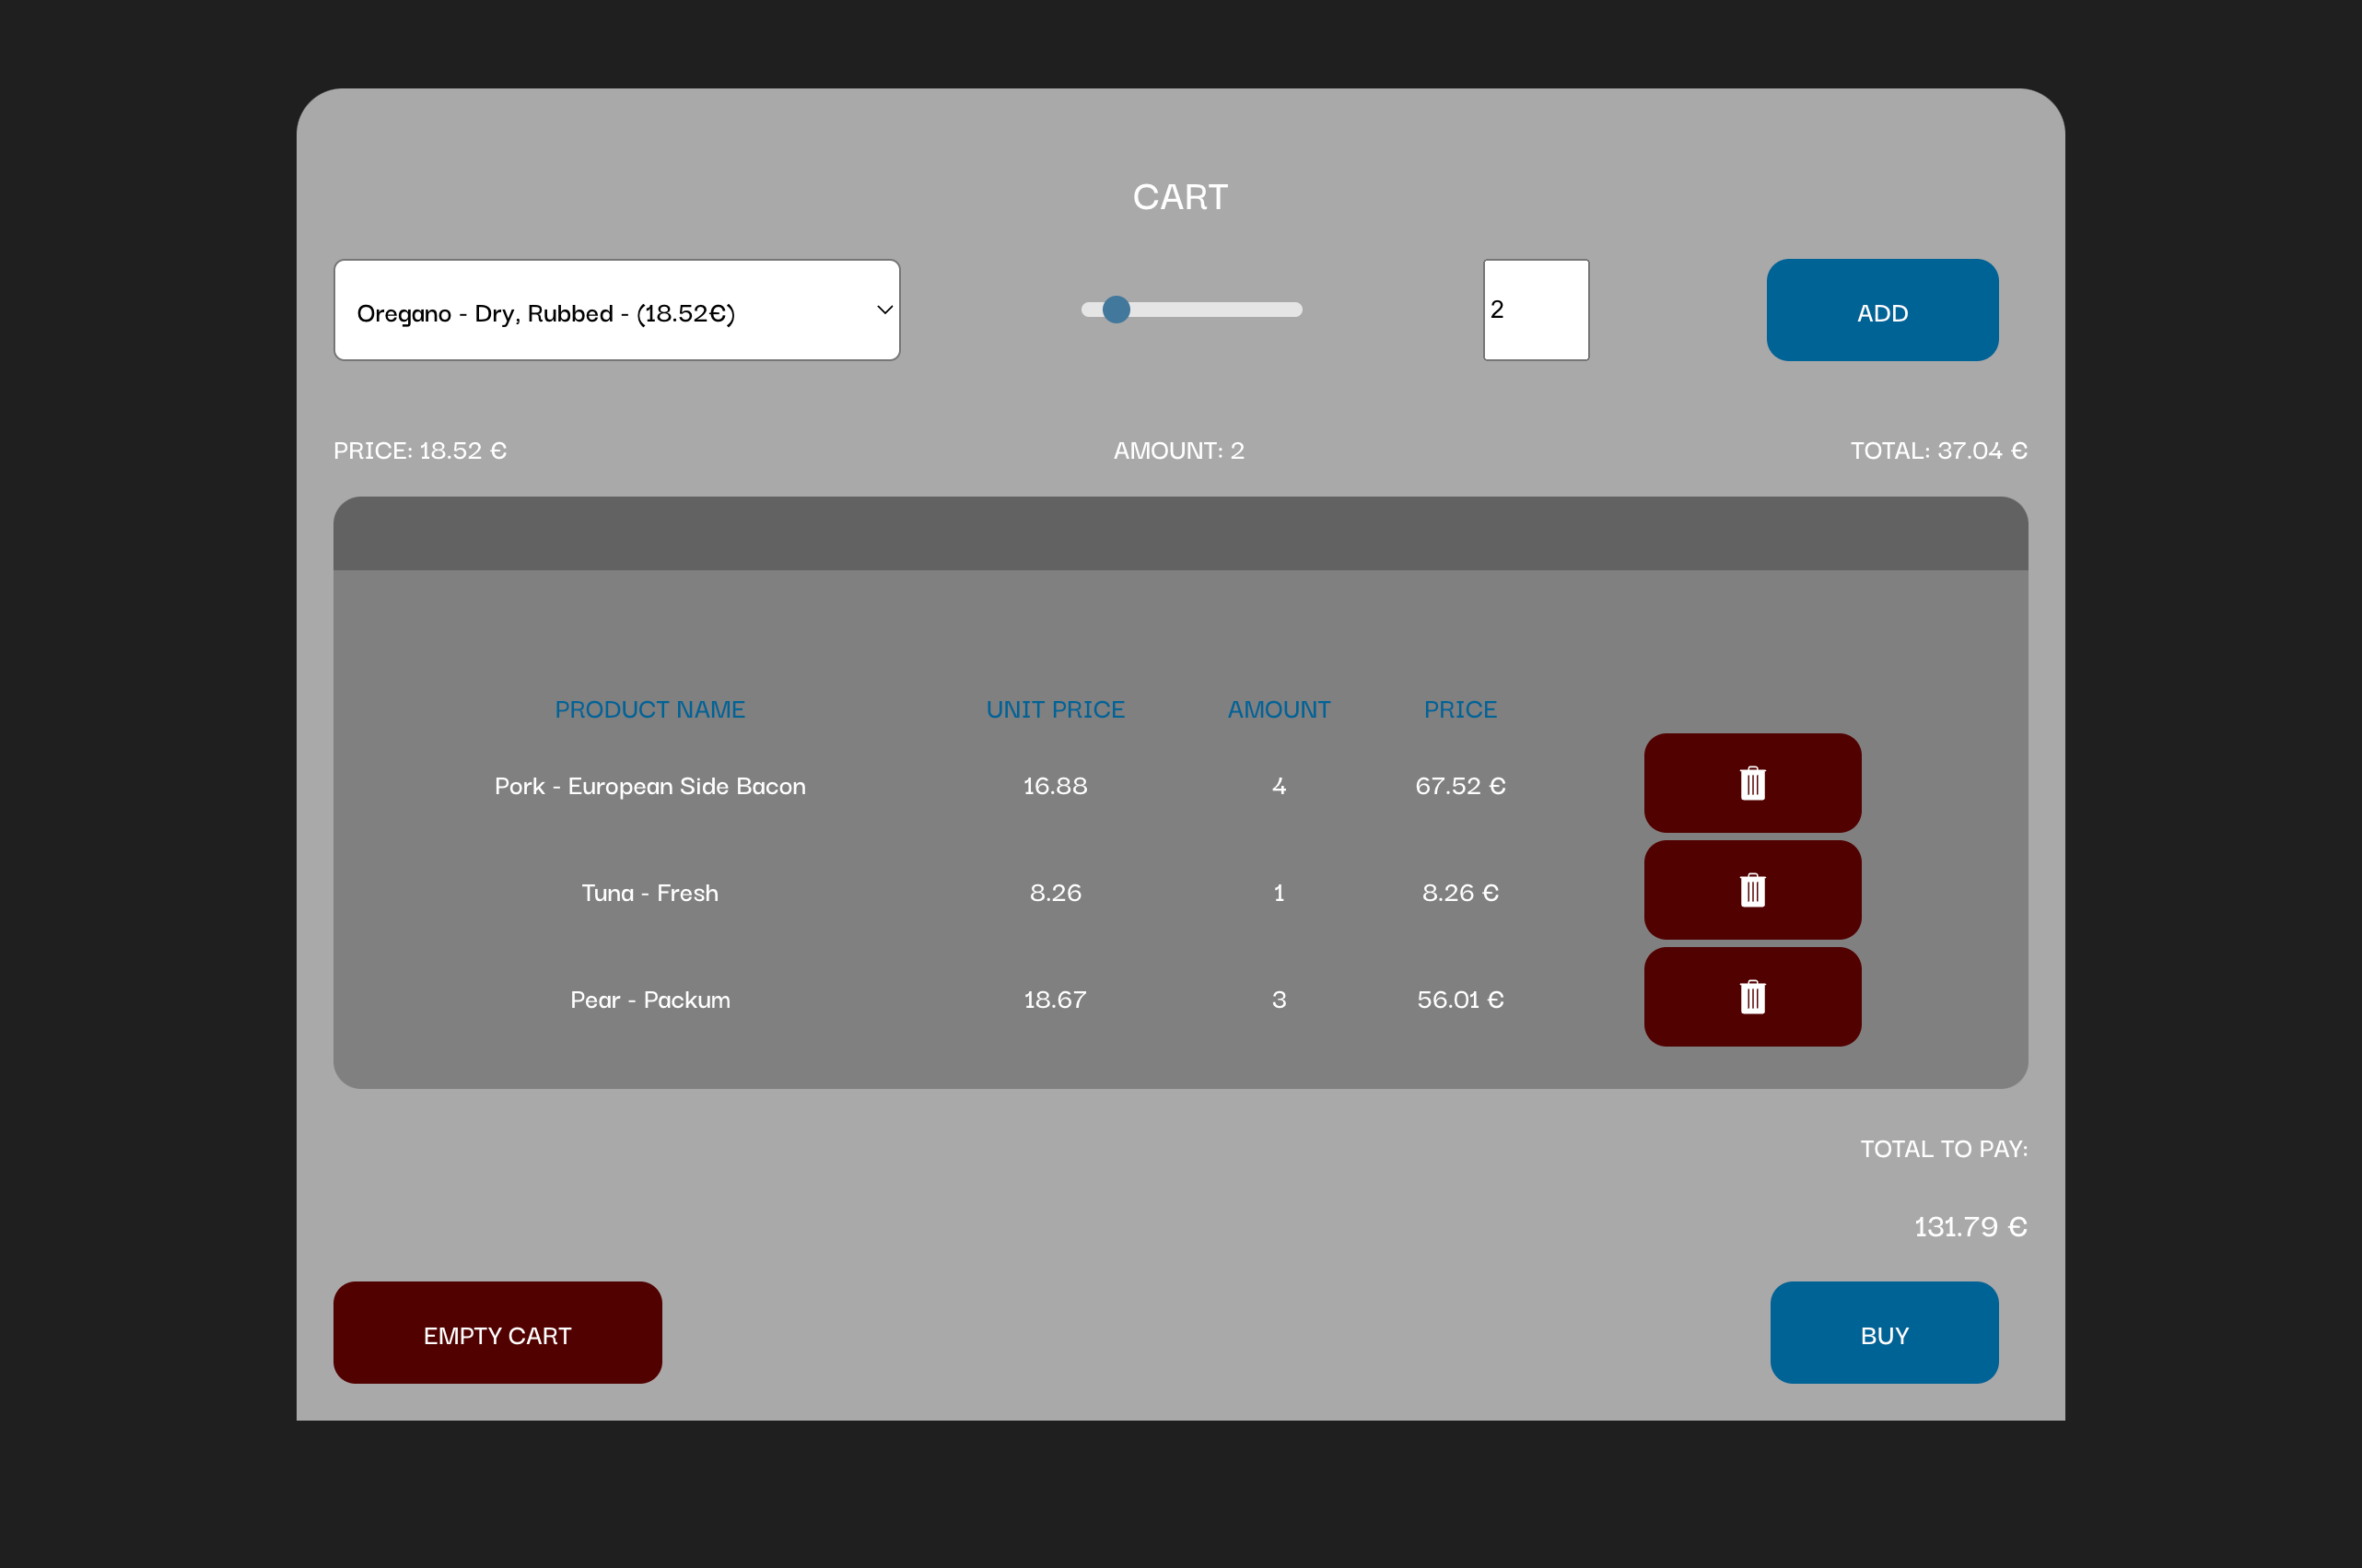 CART
Oregano - Dry, Rubbed - (18.52€)
2
ADD
PRICE: 18.52 €
AMOUNT: 2
TOTAL: 37.04 €
PRODUCT NAME UNIT PRICE AMOUNT PRICE
Pork - European Side Bacon 16.88 4 67.52 €
Tuna - Fresh 8.26 1 8.26 €
Pear - Packum 18.67 3 56.01 €
TOTAL TO PAY:
131.79 €
EMPTY CART
BUY